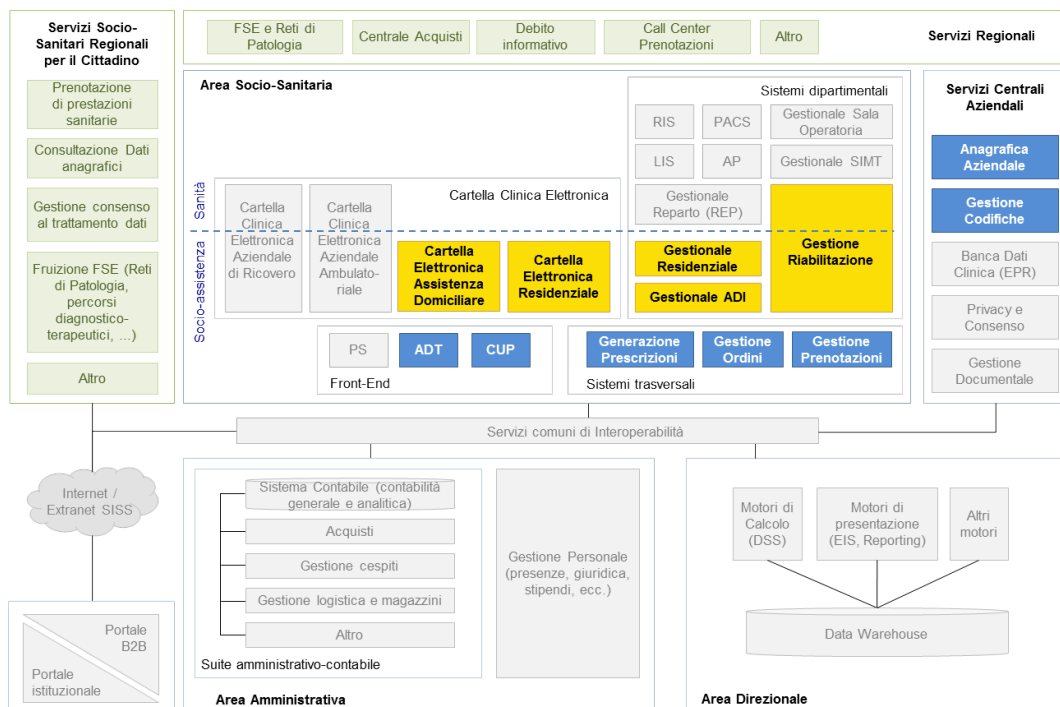 Servizi Socio-
Sanitari Regionali
per il Cittadino
Prenotazione
di prestazioni
sanitarie
Consultazione Dati
anagrafici
Gestione consenso
al trattamento dati
Fruizione FSE (Reti
di Patologia,
percorsi
diagnostico-
terapeutici, ...)
Altro
FSE e Reti di
Patologia
Centrale Acquisti
Debito
informativo
Call Center
Prenotazioni
Altro
Servizi Regionali
Area Socio-Sanitaria
Sanità
Socio-assistenza
Cartella Clinica Elettronica
Cartella
Clinica
Elettronica
Aziendale
di Ricovero
Cartella
Clinica
Elettronica
Aziendale
Ambulato-
riale
Cartella
Elettronica
Assistenza
Domiciliare
Cartella
Elettronica
Residenziale
Sistemi dipartimentali
RIS
PACS
Gestionale Sala
Operatoria
LIS
AP
Gestionale SIMT
Gestionale
Reparto (REP)
Gestionale
Residenziale
Gestionale ADI
Gestione
Riabilitazione
PS
ADT
CUP
Front-End
Generazione
Prescrizioni
Gestione
Ordini
Gestione
Prenotazioni
Sistemi trasversali
Servizi Centrali
Aziendali
Anagrafica
Aziendale
Gestione
Codifiche
Banca Dati
Clinica (EPR)
Privacy e
Consenso
Gestione
Documentale
Servizi comuni di Interoperabilità
Internet /
Extranet SISS
Portale
B2B
Portale
istituzionale
Sistema Contabile (contabilità
generale e analitica)
Acquisti
Gestione cespiti
Gestione logistica e magazzini
Altro
Suite amministrativo-contabile
Gestione Personale
(presenze, giuridica,
stipendi, ecc.)
Area Amministrativa
Motori di
Calcolo
(DSS)
Motori di
presentazione
(EIS, Reporting)
Altri
motori
Data Warehouse
Area Direzionale